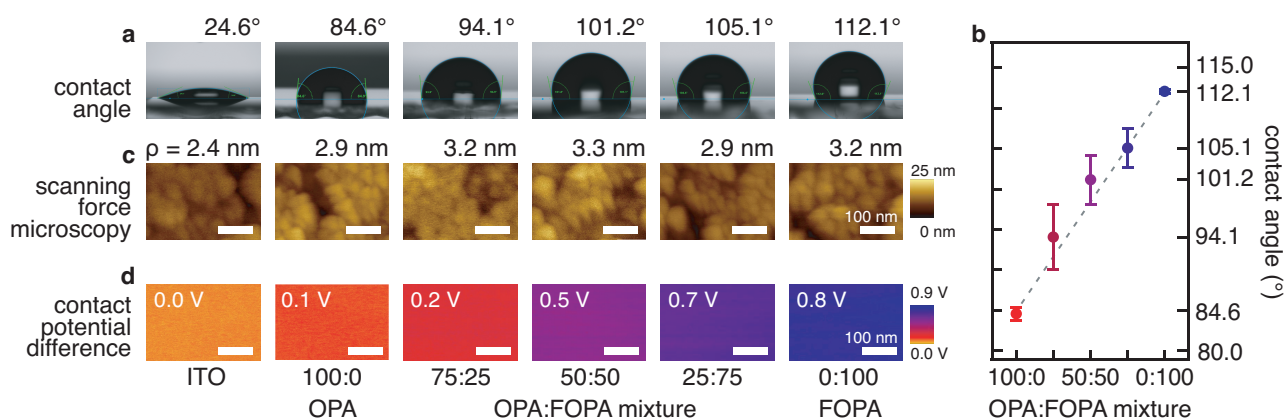 a
24.6° 84.6° 94.1° 101.2° 105.1° 112.1°
contact
angle
c
ρ = 2.4 nm 2.9 nm 3.2 nm 3.3 nm 2.9 nm 3.2 nm
scanning
force
microscopy
25 nm
100 nm
0 nm
d
0.0 V 0.1 V 0.2 V 0.5 V 0.7 V 0.8 V
contact
potential
difference
0.9 V
100 nm
0.0 V
ITO 100:0 75:25 50:50 25:75 0:100
OPA OPA:FOPA mixture FOPA
b
115.0
112.1
105.1
101.2
94.1
84.6
80.0
contact angle (°)
100:0 50:50 0:100
OPA:FOPA mixture